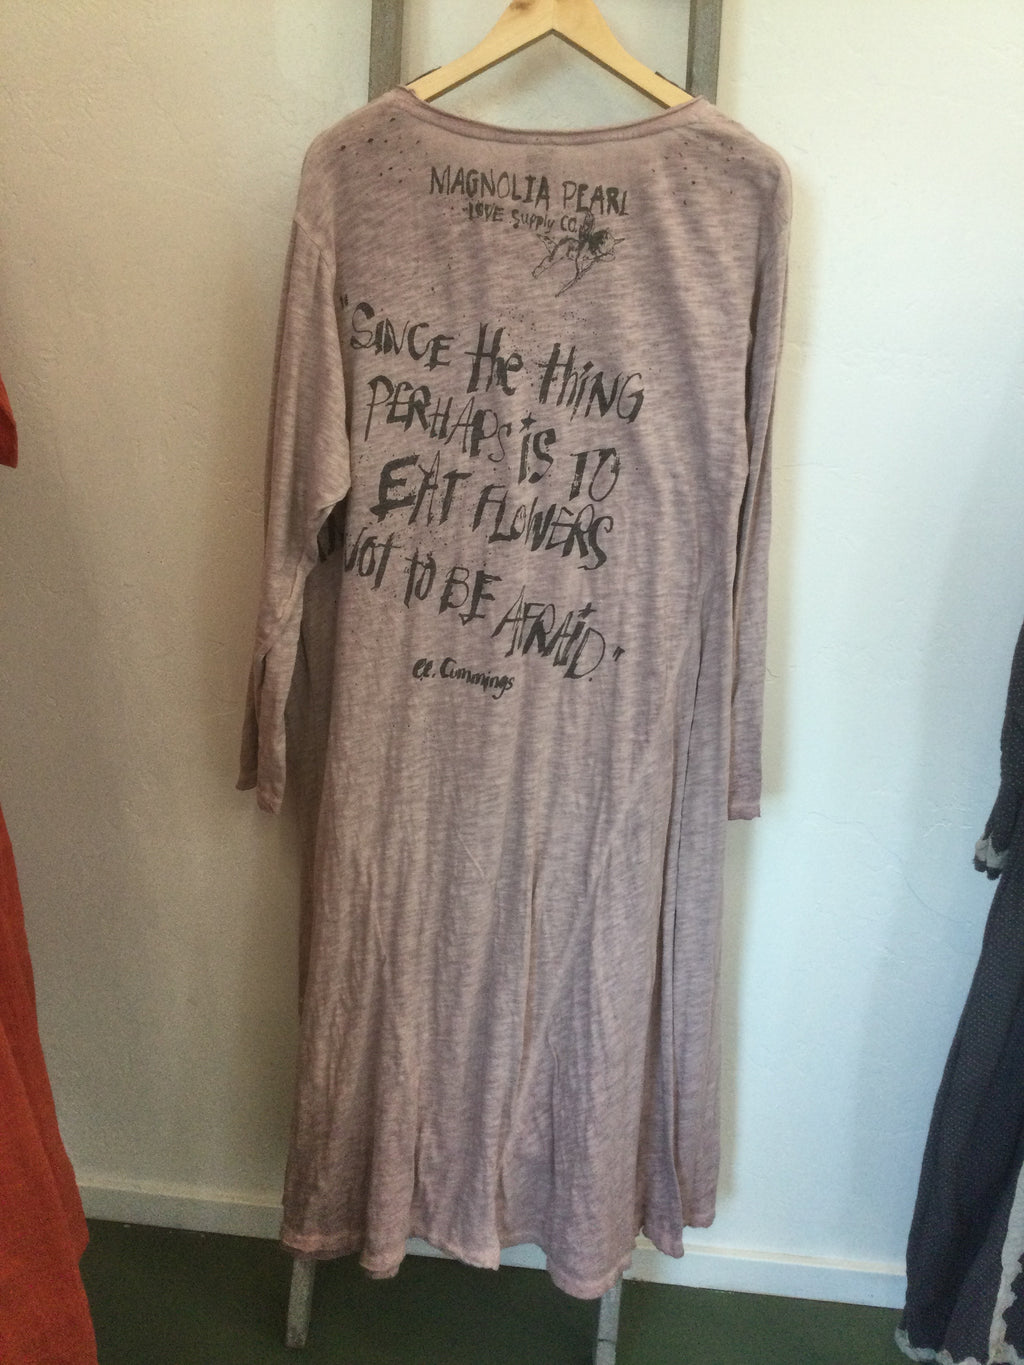 MAGNOLIA PEARL
LOVE Supply CO.
"SINCE the thING
PERHAPS iS TO
EAT FLOWERS
NOT to BE AFRAiD."
e.e. Cummings